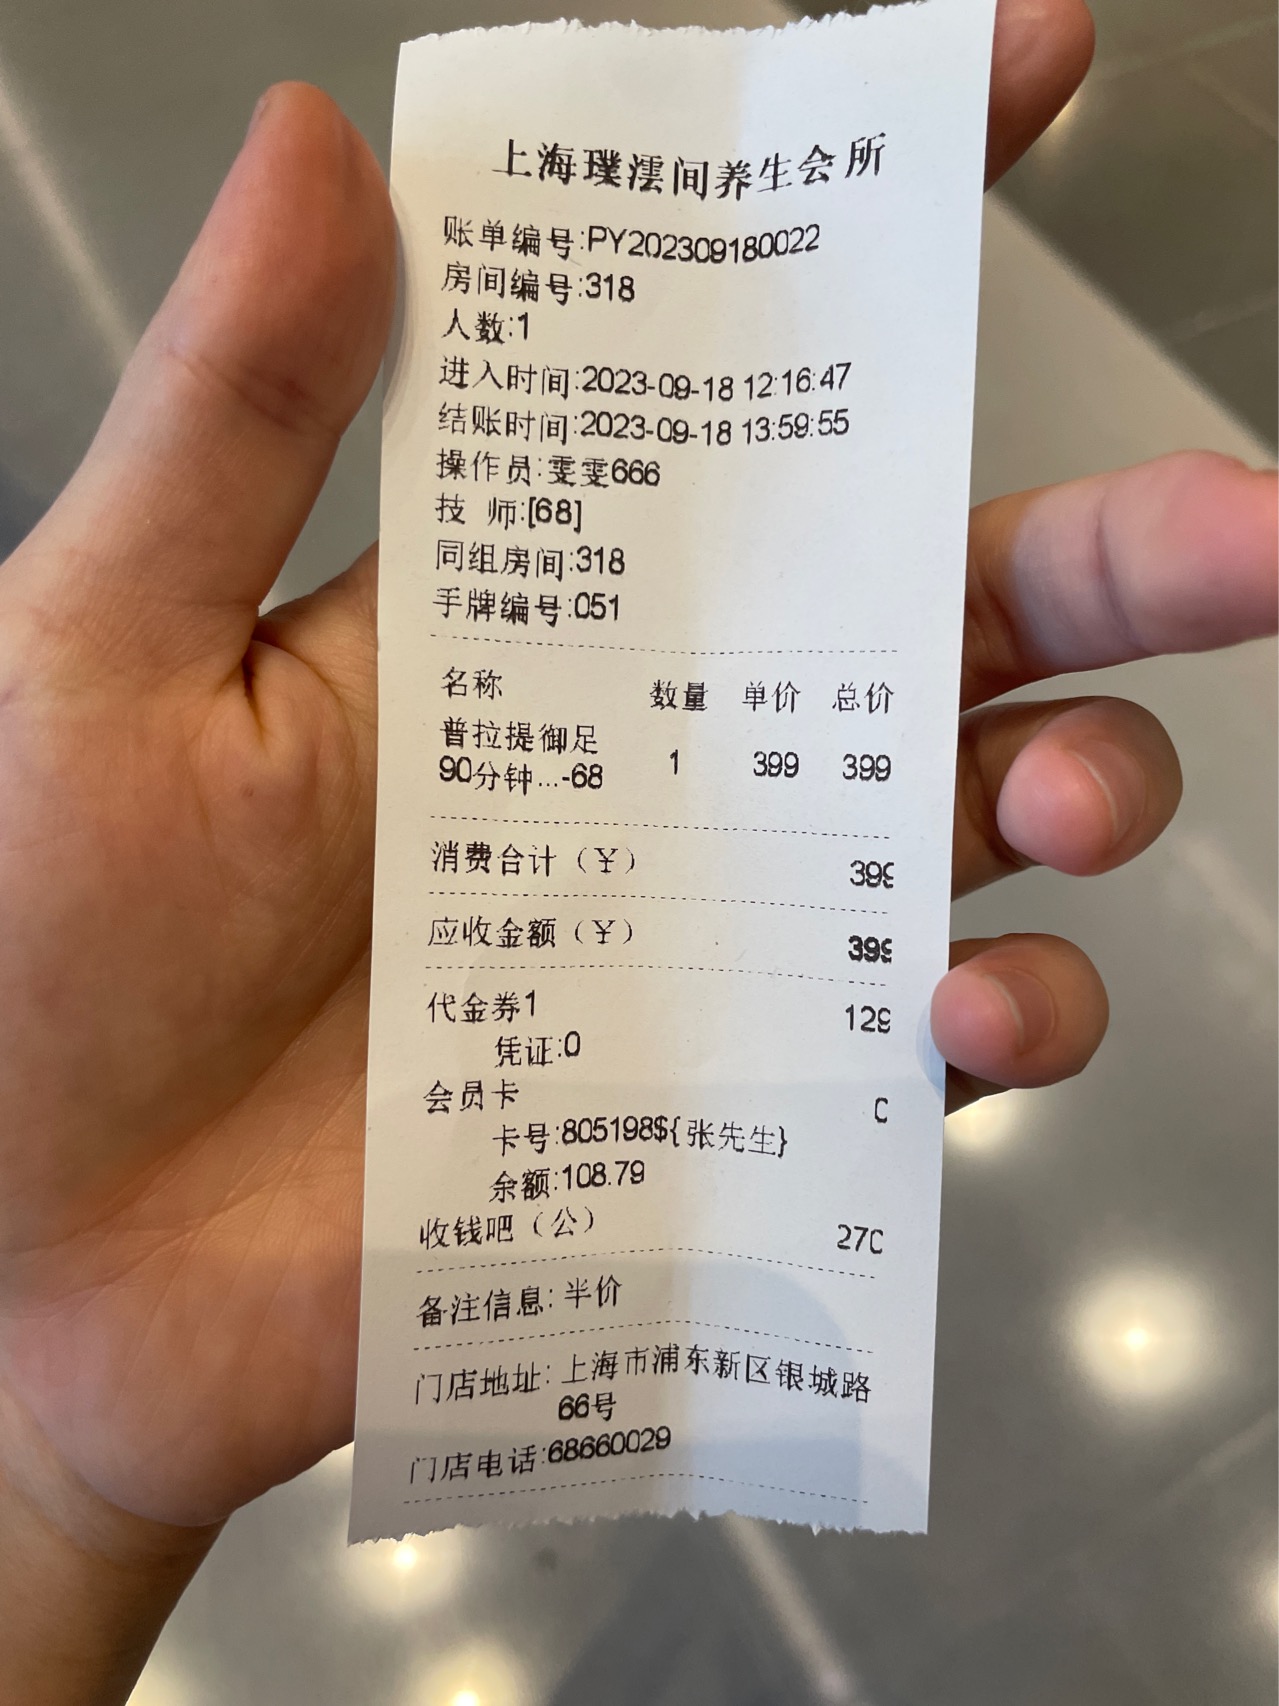 上海璞澐间养生会所
账单编号:PY202309180022
房间编号:318
人数:1
进入时间:2023-09-18 12:16:47
结账时间:2023-09-18 13:59:55
操作员:雯雯666
技 师:[68]
同组房间:318
手牌编号:051
名称 数量 单价 总价
普拉提御足
90分钟...-68 1 399 399
消费合计（¥） 399
应收金额（¥） 399
代金券1 129
凭证:0
会员卡 0
卡号:805198${张先生}
余额:108.79
收钱吧（公） 270
备注信息: 半价
门店地址: 上海市浦东新区银城路
66号
门店电话:68660029